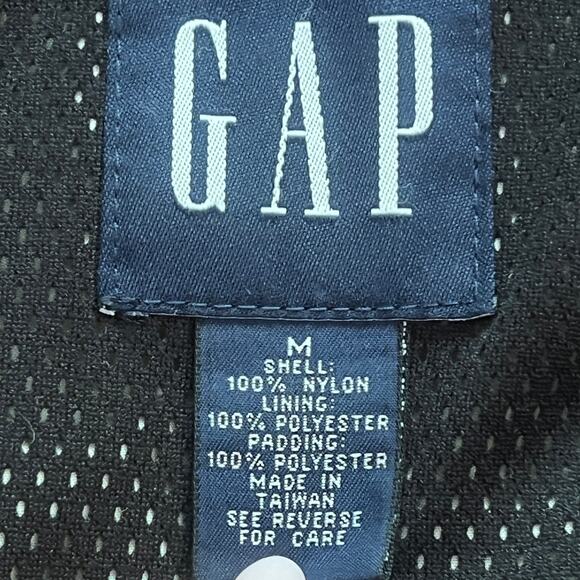 GAP
M
SHELL:
100% NYLON
LINING:
100% POLYESTER
PADDING:
100% POLYESTER
MADE IN
TAIWAN
SEE REVERSE
FOR CARE